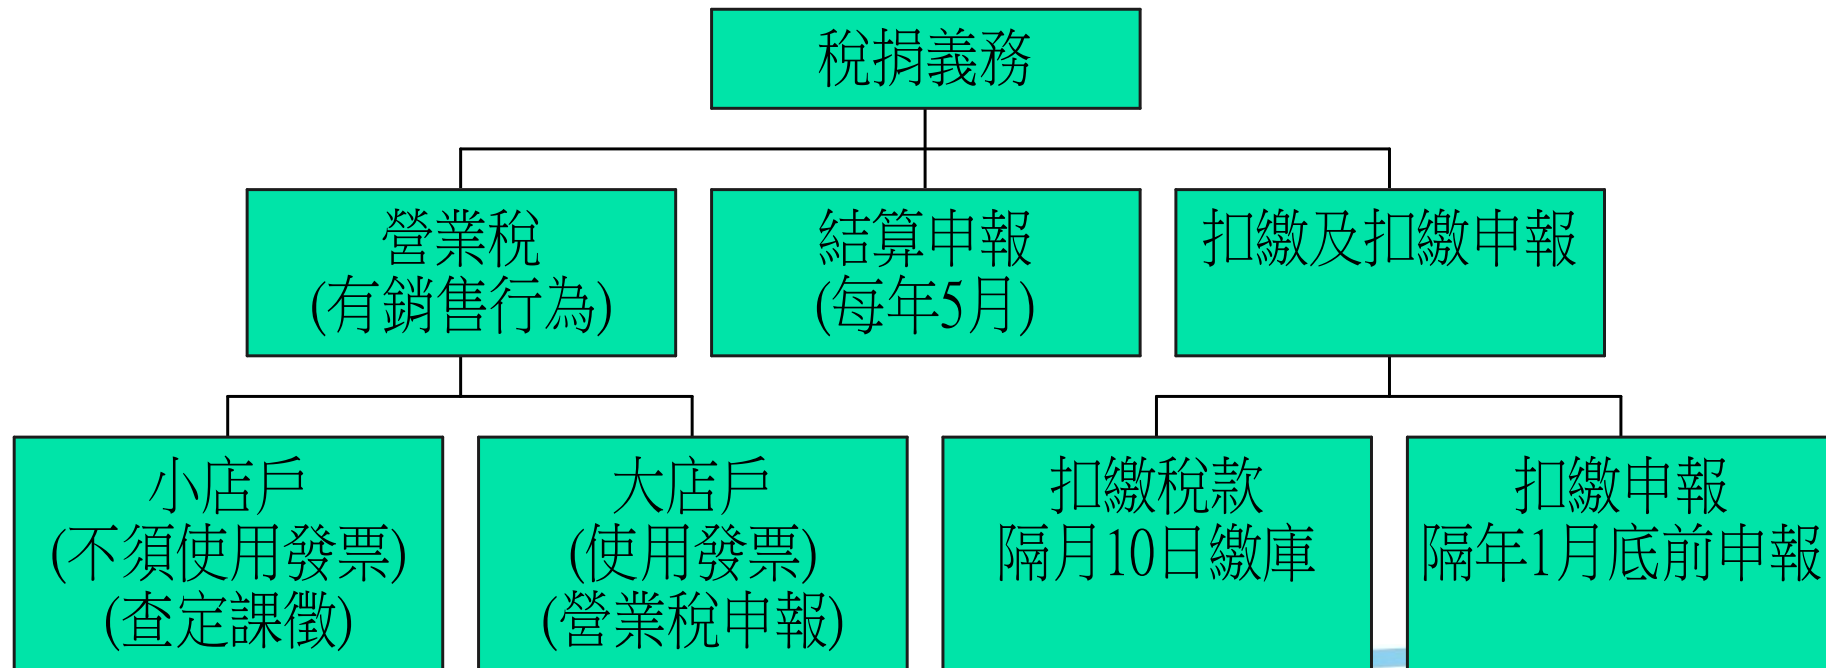 稅捐義務
營業稅
(有銷售行為)
結算申報
(每年5月)
扣繳及扣繳申報
小店戶
(不須使用發票)
(查定課徵)
大店戶
(使用發票)
(營業稅申報)
扣繳稅款
隔月10日繳庫
扣繳申報
隔年1月底前申報